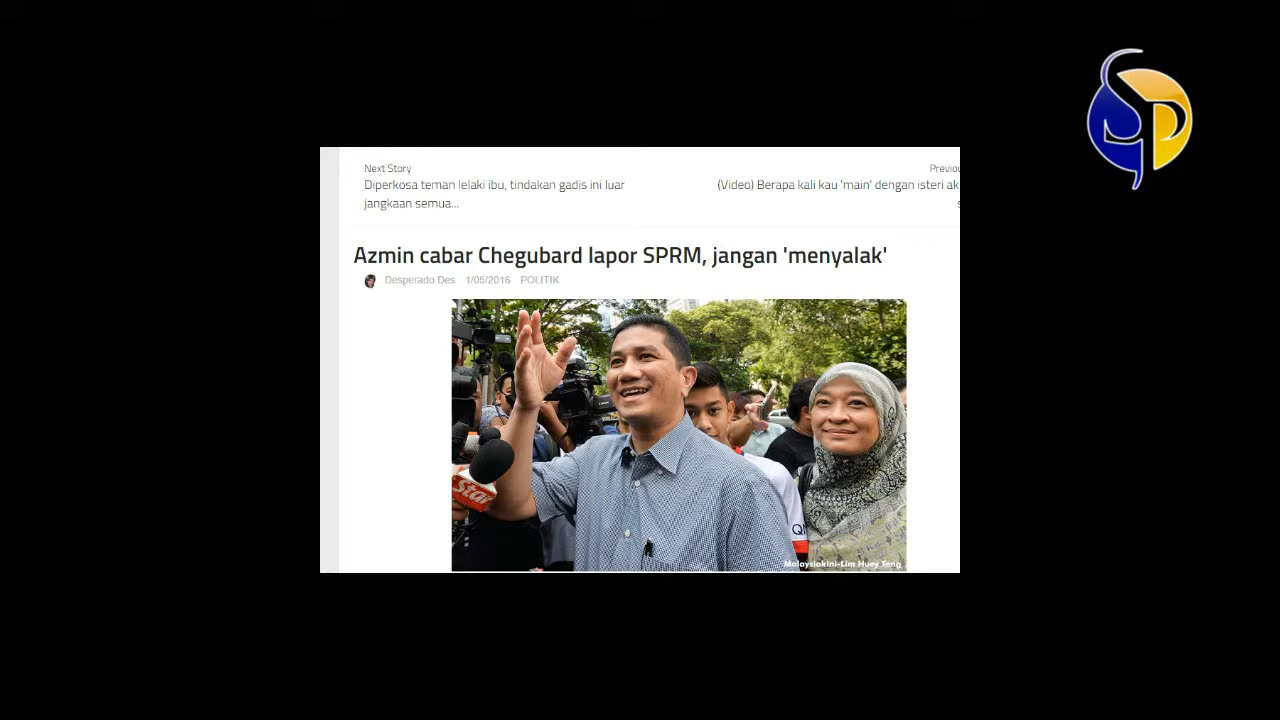 Next Story
Previou
Diperkosa teman lelaki ibu, tindakan gadis ini luar
jangkaan semua...
(Video) Berapa kali kau 'main' dengan isteri ak
s
Azmin cabar Chegubard lapor SPRM, jangan 'menyalak'
Desperado Des 1/05/2016 POLITIK
Star
QN
Malaysiakini-Lim Huey Teng
SP